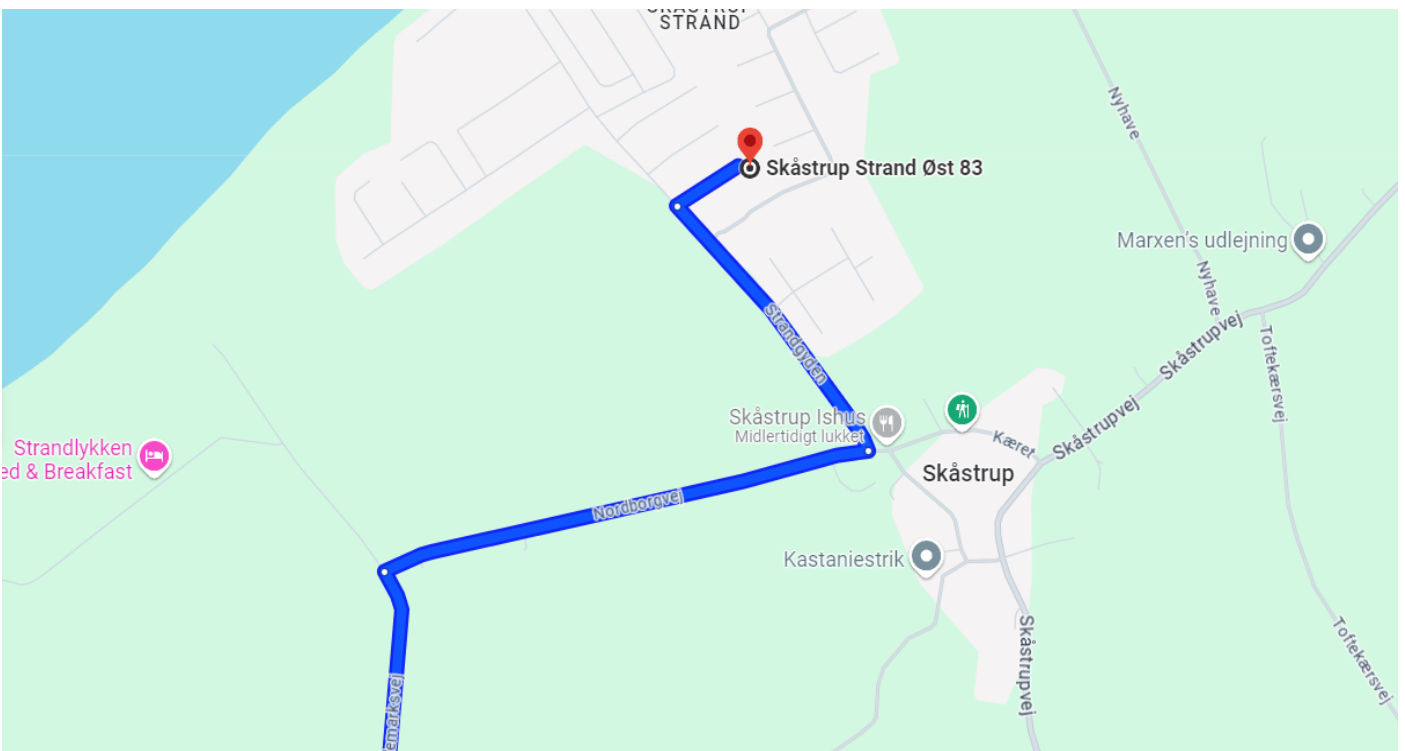 STRAND
Nyhave
Skåstrup Strand Øst 83
Marxen's udlejning
Nyhave
Skåstrupvej
Toftekærsvej
Strandgyden
Skåstrup Ishus
Midlertidigt lukket
Kæret
Skåstrupvej
Strandlykken
ed & Breakfast
Skåstrup
Nordborgvej
Kastaniestrik
Skåstrupvej
Toftekærsvej
emarksvej